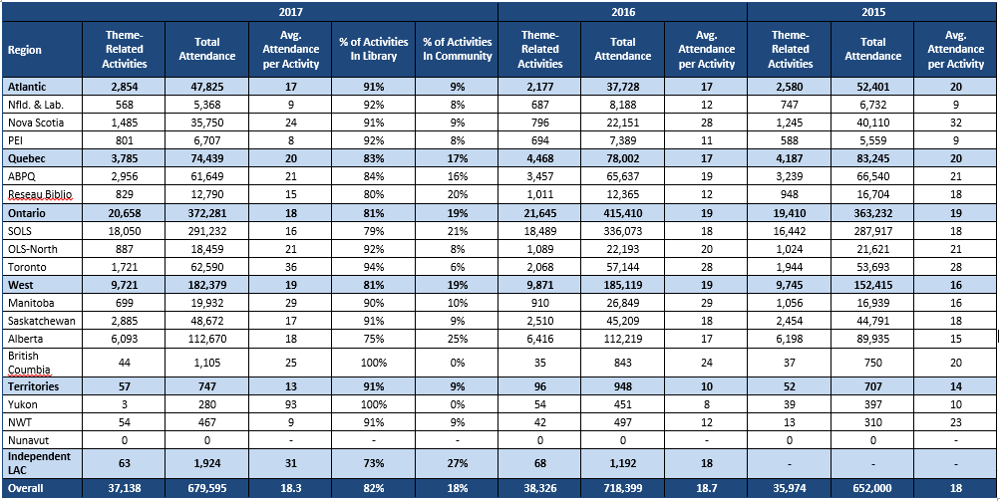 2017 2016 2015
Region Theme-Related Activities Total Attendance Avg. Attendance per Activity % of Activities In Library % of Activities In Community Theme-Related Activities Total Attendance Avg. Attendance per Activity Theme-Related Activities Total Attendance Avg. Attendance per Activity
Atlantic 2,854 47,825 17 91% 9% 2,177 37,728 17 2,580 52,401 20
Nfld. & Lab. 568 5,368 9 92% 8% 687 8,188 12 747 6,732 9
Nova Scotia 1,485 35,750 24 91% 9% 796 22,151 28 1,245 40,110 32
PEI 801 6,707 8 92% 8% 694 7,389 11 588 5,559 9
Quebec 3,785 74,439 20 83% 17% 4,468 78,002 17 4,187 83,245 20
ABPQ 2,956 61,649 21 84% 16% 3,457 65,637 19 3,239 66,540 21
Reseau Biblio 829 12,790 15 80% 20% 1,011 12,365 12 948 16,704 18
Ontario 20,658 372,281 18 81% 19% 21,645 415,410 19 19,410 363,232 19
SOLS 18,050 291,232 16 79% 21% 18,489 336,073 18 16,442 287,917 18
OLS-North 887 18,459 21 92% 8% 1,089 22,193 20 1,024 21,621 21
Toronto 1,721 62,590 36 94% 6% 2,068 57,144 28 1,944 53,693 28
West 9,721 182,379 19 81% 19% 9,871 185,119 19 9,745 152,415 16
Manitoba 699 19,932 29 90% 10% 910 26,849 29 1,056 16,939 16
Saskatchewan 2,885 48,672 17 91% 9% 2,510 45,209 18 2,454 44,791 18
Alberta 6,093 112,670 18 75% 25% 6,416 112,219 17 6,198 89,935 15
British Coumbia 44 1,105 25 100% 0% 35 843 24 37 750 20
Territories 57 747 13 91% 9% 96 948 10 52 707 14
Yukon 3 280 93 100% 0% 54 451 8 39 397 10
NWT 54 467 9 91% 9% 42 497 12 13 310 23
Nunavut 0 0 - - - 0 0 - 0 0 -
Independent LAC 63 1,924 31 73% 27% 68 1,192 18 - - -
Overall 37,138 679,595 18.3 82% 18% 38,326 718,399 18.7 35,974 652,000 18